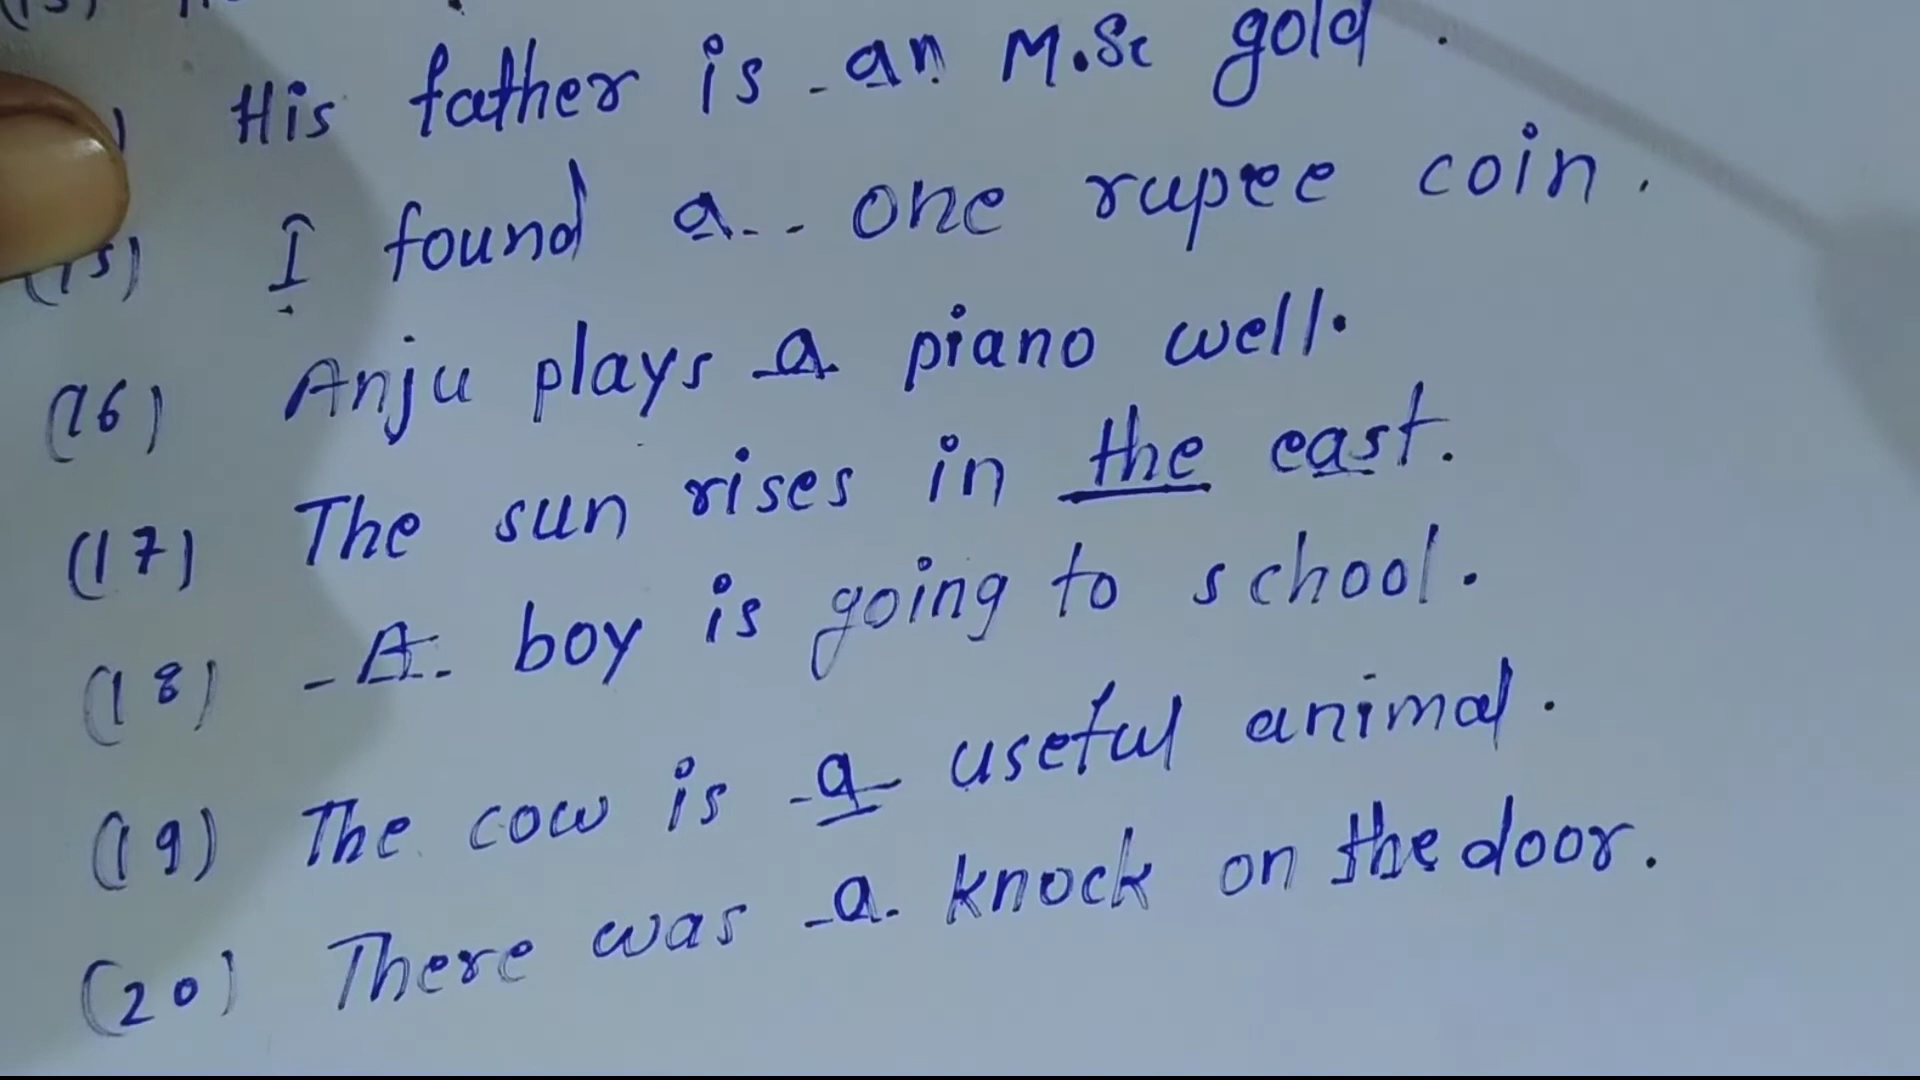 His father is an M.Sc gold.
(15) I found a one rupee coin.
(16) Anju plays a piano well.
(17) The sun rises in the east.
(18) A boy is going to school.
(19) The cow is a useful animal.
(20) There was a knock on the door.